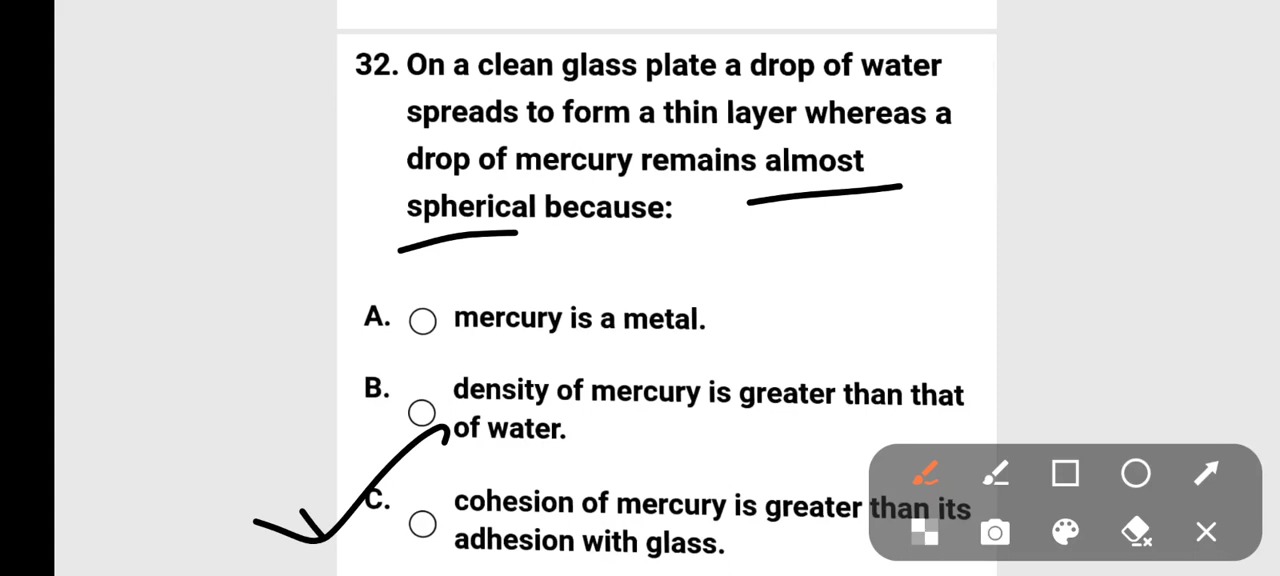 32. On a clean glass plate a drop of water
spreads to form a thin layer whereas a
drop of mercury remains almost
spherical because:
A. mercury is a metal.
B. density of mercury is greater than that
of water.
C. cohesion of mercury is greater than its
adhesion with glass.